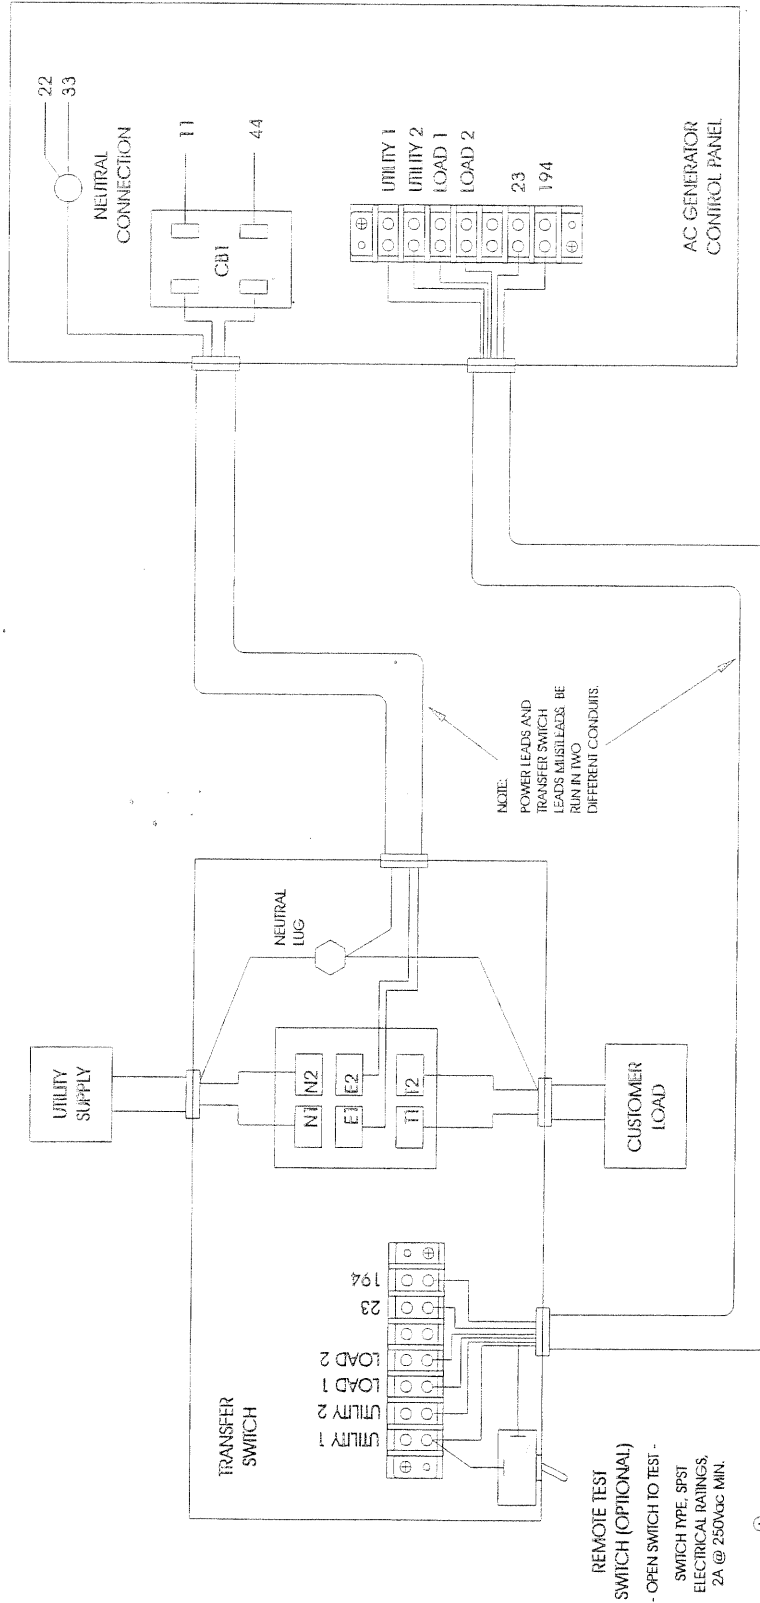 UTILITY
SUPPLY
TRANSFER
SWITCH
NEUTRAL
LUG
N1
N2
E1
E2
T1
T2
UTILITY 1
UTILITY 2
LOAD 1
LOAD 2
23
194
CUSTOMER
LOAD
REMOTE TEST
SWITCH (OPTIONAL)
- OPEN SWITCH TO TEST -
SWITCH TYPE, SPST
ELECTRICAL RATINGS,
2A @ 250Vac MIN.
NOTE:
POWER LEADS AND
TRANSFER SWITCH
LEADS MUSTLEADS BE
RUN IN TWO
DIFFERENT CONDUITS.
22
33
NEUTRAL
CONNECTION
11
44
CB1
UTILITY 1
UTILITY 2
LOAD 1
LOAD 2
23
194
AC GENERATOR
CONTROL PANEL